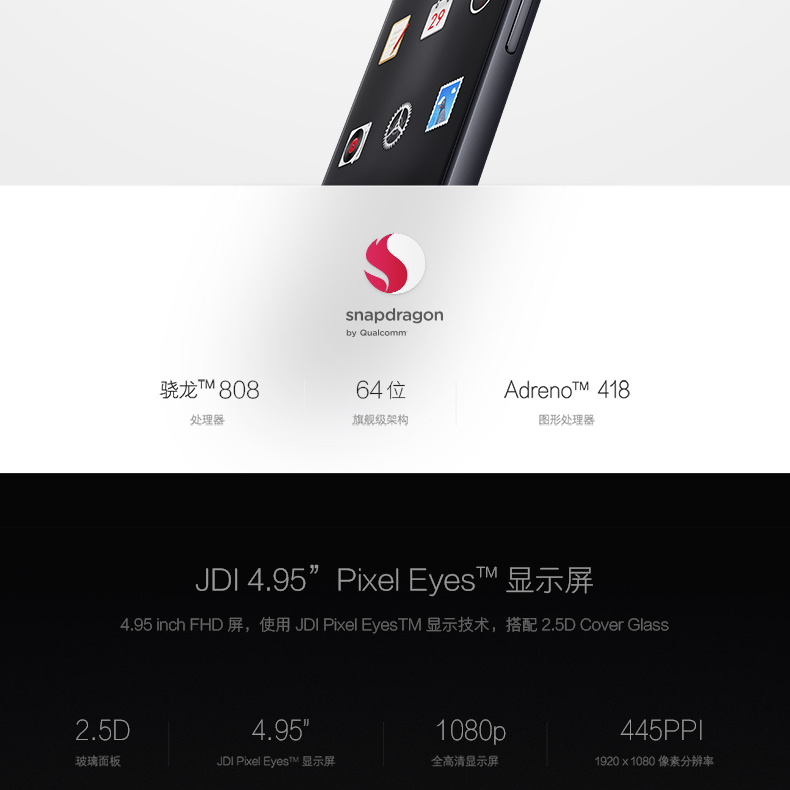 29
snapdragon
by Qualcomm
骁龙™ 808
64 位
Adreno™ 418
处理器
旗舰级架构
图形处理器
JDI 4.95” Pixel Eyes™ 显示屏
4.95 inch FHD 屏，使用 JDI Pixel EyesTM 显示技术，搭配 2.5D Cover Glass
2.5D
4.95”
1080p
445PPI
玻璃面板
JDI Pixel Eyes™ 显示屏
全高清显示屏
1920 x 1080 像素分辨率